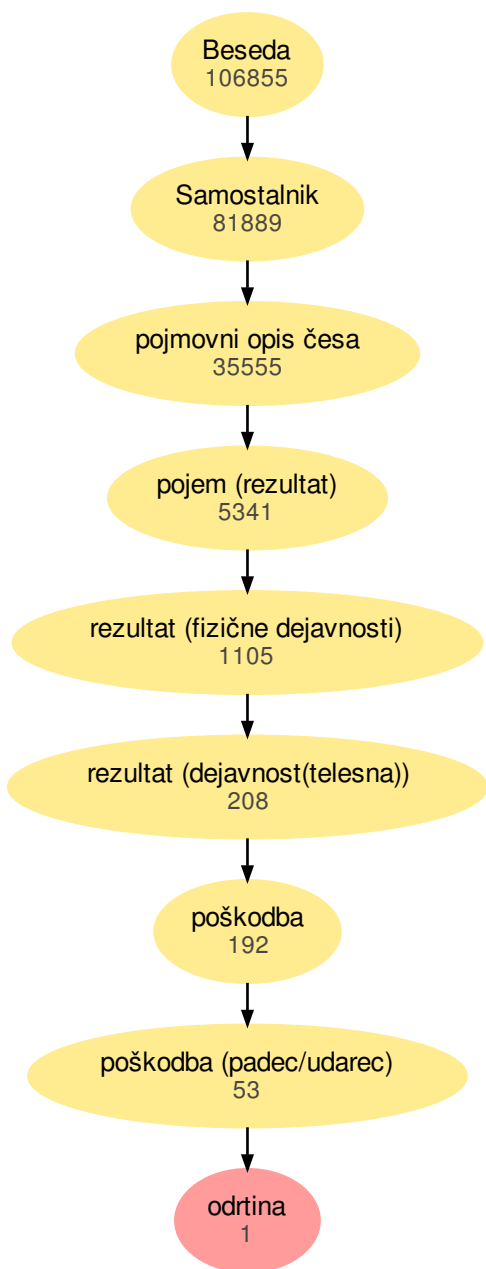 Beseda
106855
Samostalnik
81889
pojmovni opis česa
35555
pojem (rezultat)
5341
rezultat (fizične dejavnosti)
1105
rezultat (dejavnost(telesna))
208
poškodba
192
poškodba (padec/udarec)
53
odrtina
1